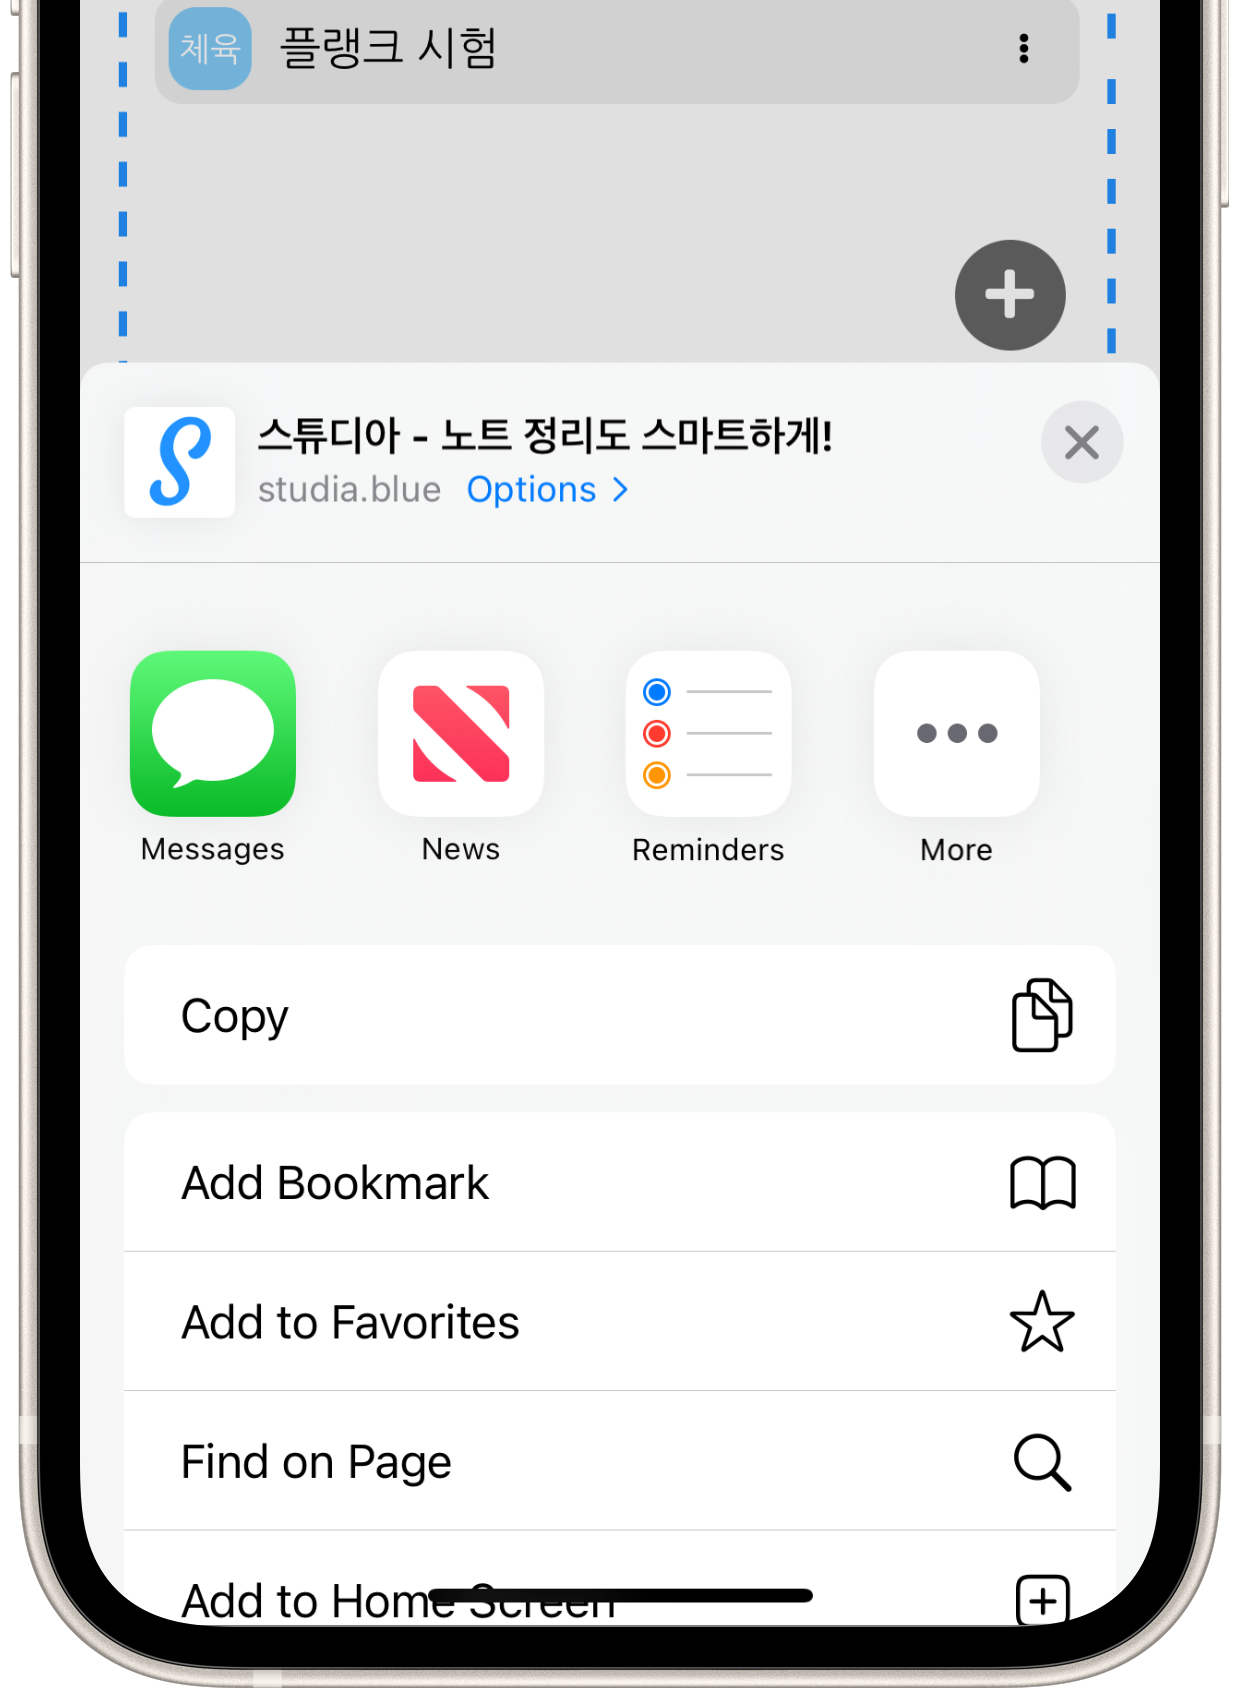 체육 플랭크 시험
스튜디아 - 노트 정리도 스마트하게!
studia.blue Options
Messages News Reminders More
Copy
Add Bookmark
Add to Favorites
Find on Page
Add to Home Screen